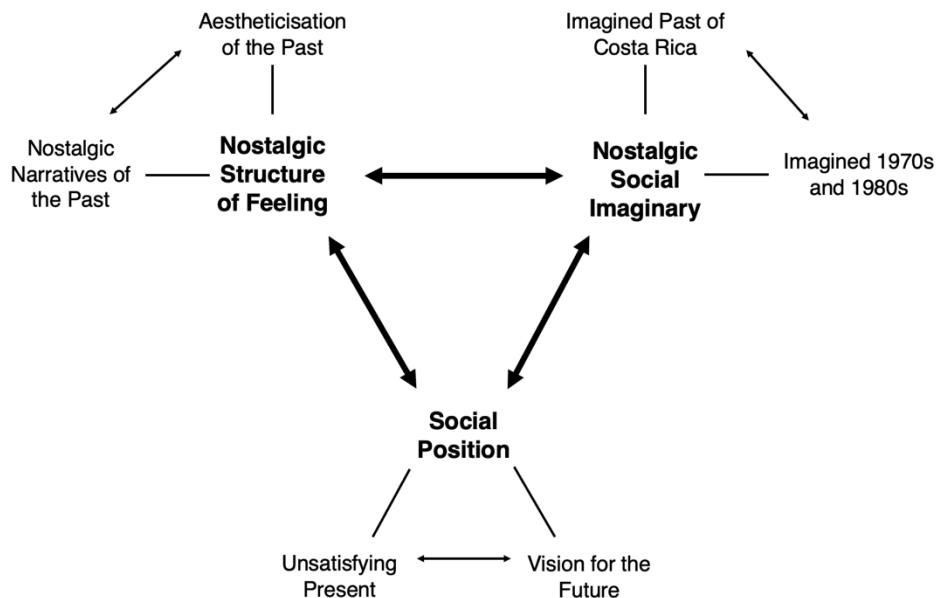 Aestheticisation
of the Past
Imagined Past of
Costa Rica
Nostalgic
Narratives of
the Past
Nostalgic
Structure
of Feeling
Nostalgic
Social
Imaginary
Imagined 1970s
and 1980s
Social
Position
Unsatisfying
Present
Vision for the
Future